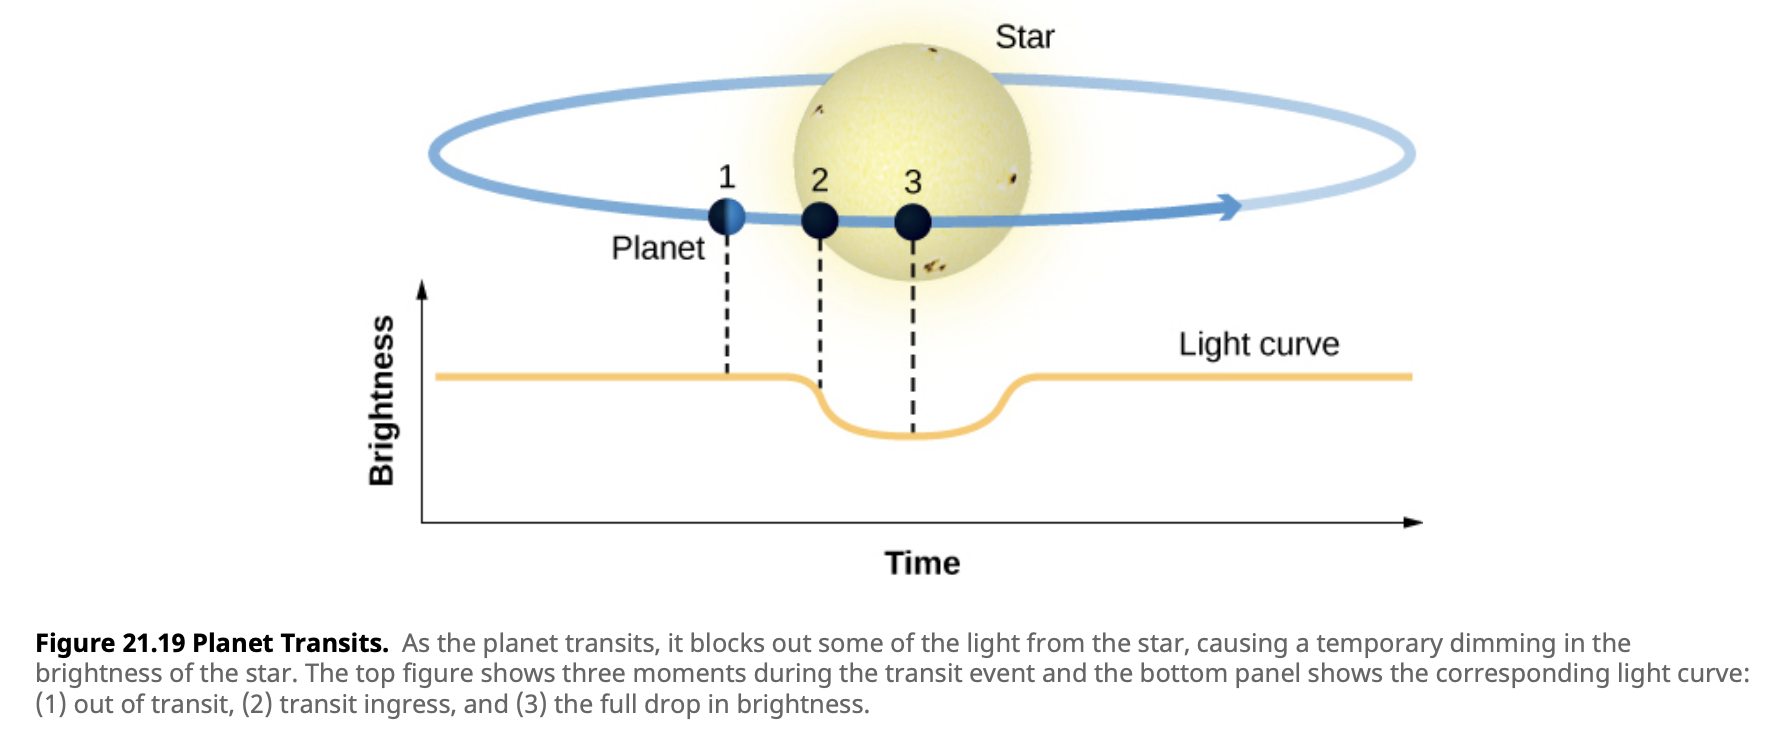 Star
1
2
3
Planet
Brightness
Light curve
Time
Figure 21.19 Planet Transits. As the planet transits, it blocks out some of the light from the star, causing a temporary dimming in the
brightness of the star. The top figure shows three moments during the transit event and the bottom panel shows the corresponding light curve:
(1) out of transit, (2) transit ingress, and (3) the full drop in brightness.